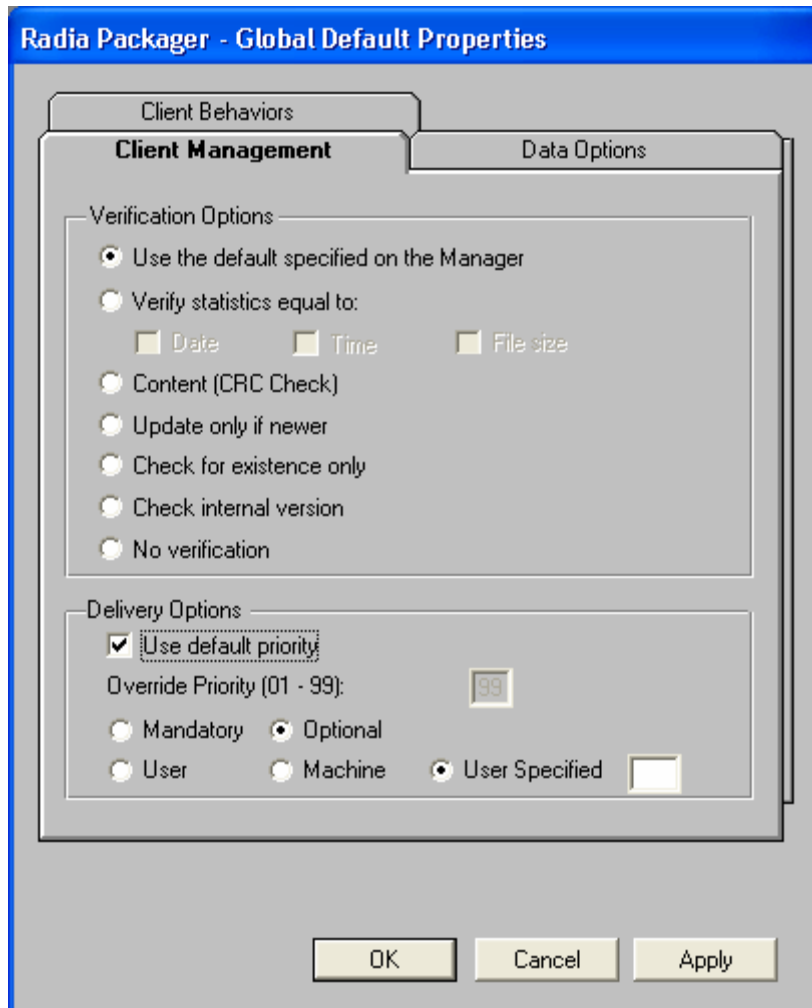 Radia Packager - Global Default Properties
Client Behaviors
Client Management
Data Options
Verification Options
Use the default specified on the Manager
Verify statistics equal to:
Date Time File size
Content (CRC Check)
Update only if newer
Check for existence only
Check internal version
No verification
Delivery Options
Use default priority
Override Priority (01 - 99): 99
Mandatory Optional
User Machine User Specified
OK Cancel Apply